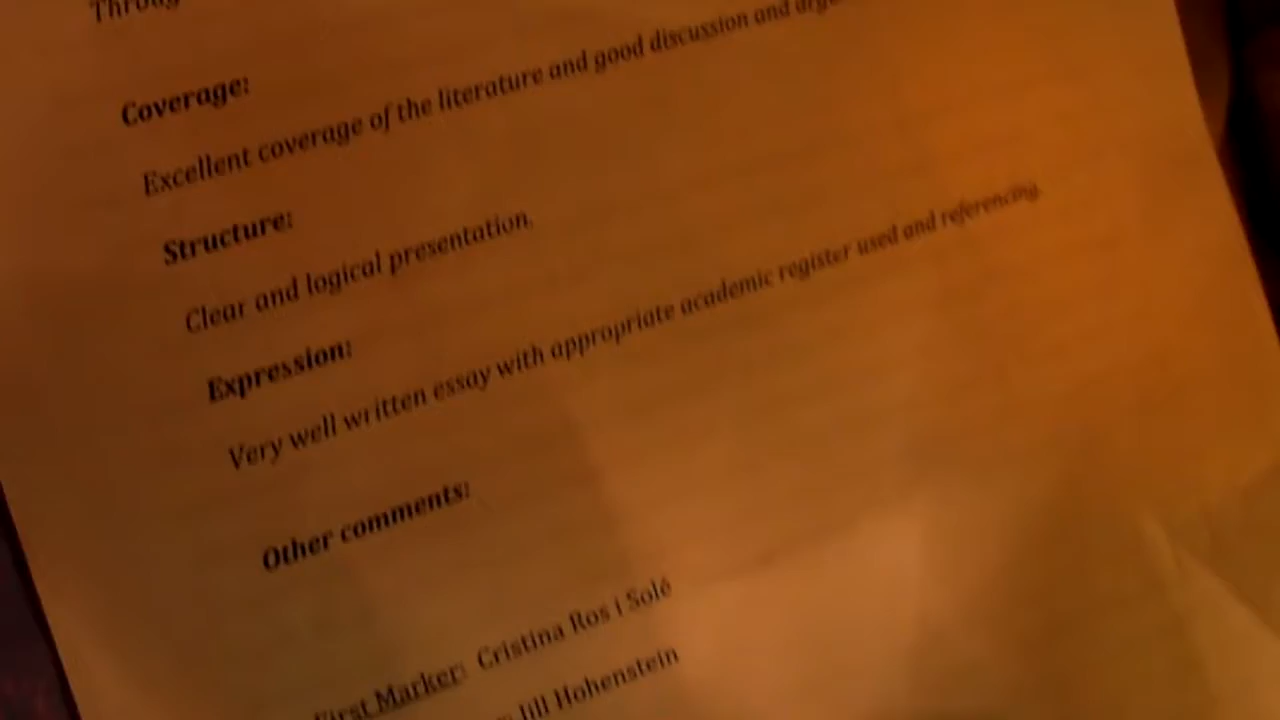 Coverage:
Excellent coverage of the literature and good discussion and
Structure:
Clear and logical presentation.
Expression:
Very well written essay with appropriate academic register used and referencing.
Other comments:
First Marker: Cristina Ros i Solé
Jill Hohenstein